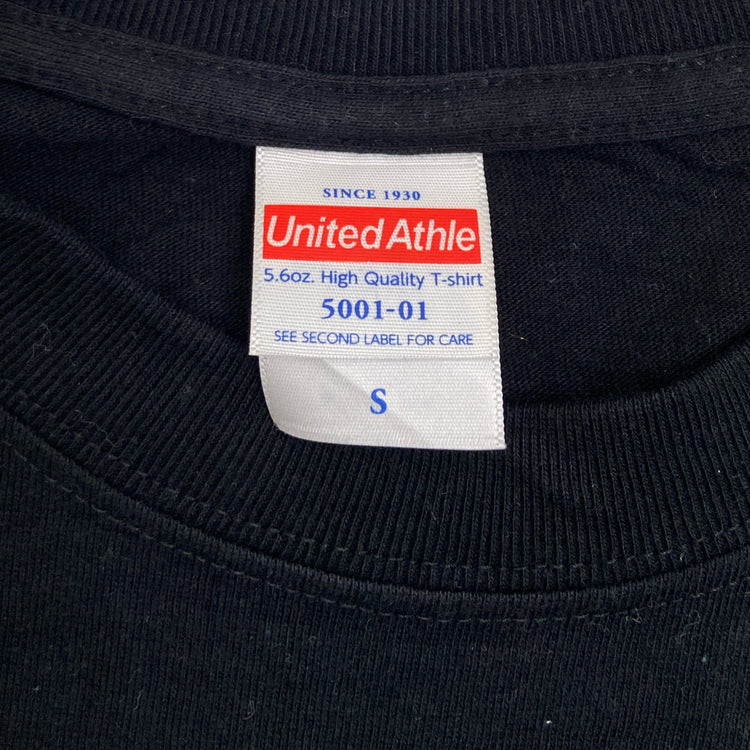 SINCE 1930
United Athle
5.6oz. High Quality T-shirt
5001-01
SEE SECOND LABEL FOR CARE
S